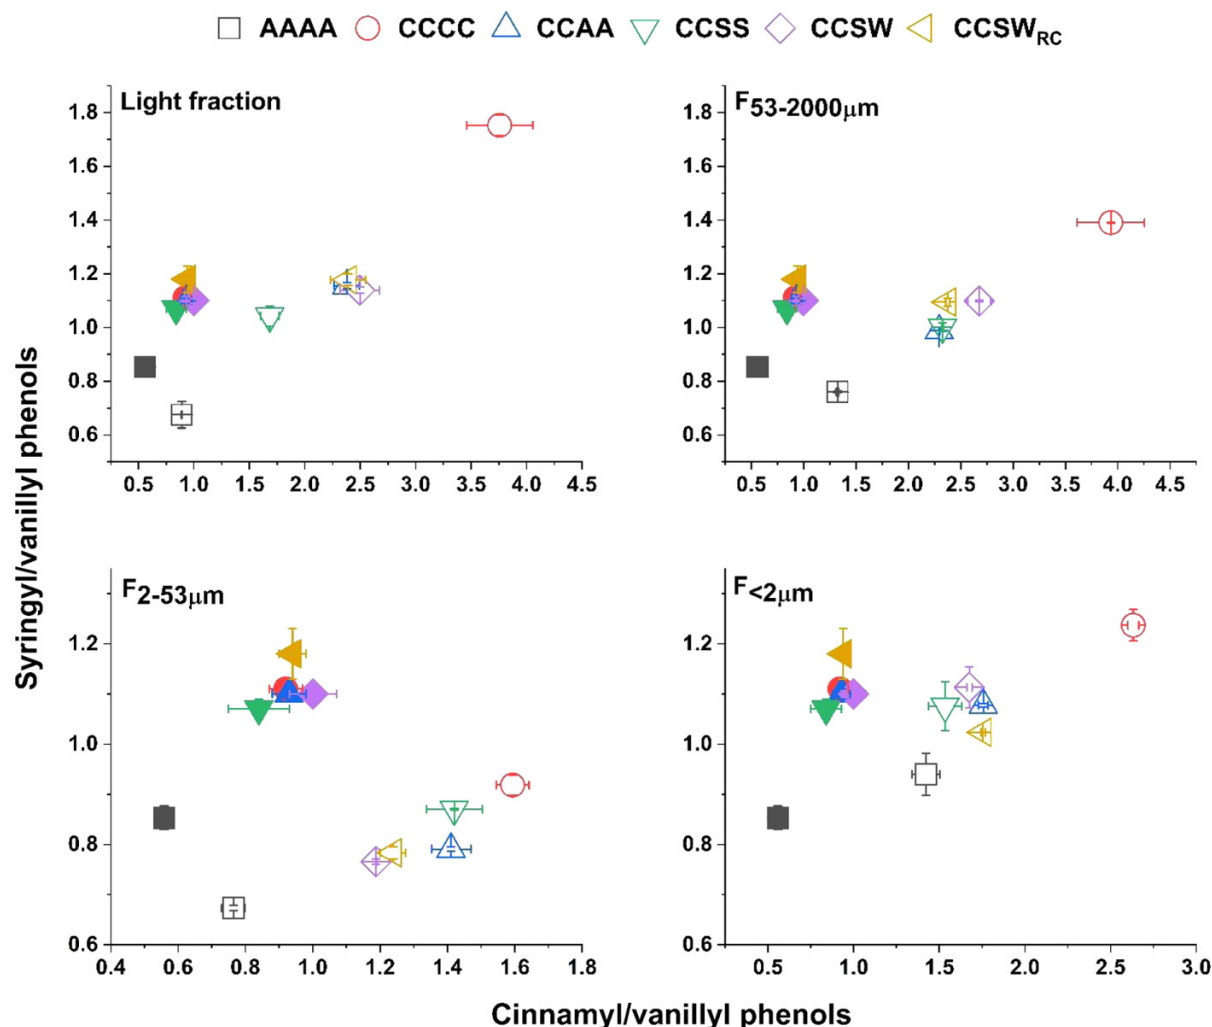 AAAA CCCC CCAA CCSS CCSW CCSW_RC
Syringyl/vanillyl phenols
Light fraction
1.8
1.6
1.4
1.2
1.0
0.8
0.6
0.5 1.0 1.5 2.0 2.5 3.0 3.5 4.0 4.5
F53-2000μm
1.8
1.6
1.4
1.2
1.0
0.8
0.6
0.5 1.0 1.5 2.0 2.5 3.0 3.5 4.0 4.5
F2-53μm
1.2
1.0
0.8
0.6
0.4 0.6 0.8 1.0 1.2 1.4 1.6 1.8
F<2μm
1.2
1.0
0.8
0.6
0.5 1.0 1.5 2.0 2.5 3.0
Cinnamyl/vanillyl phenols